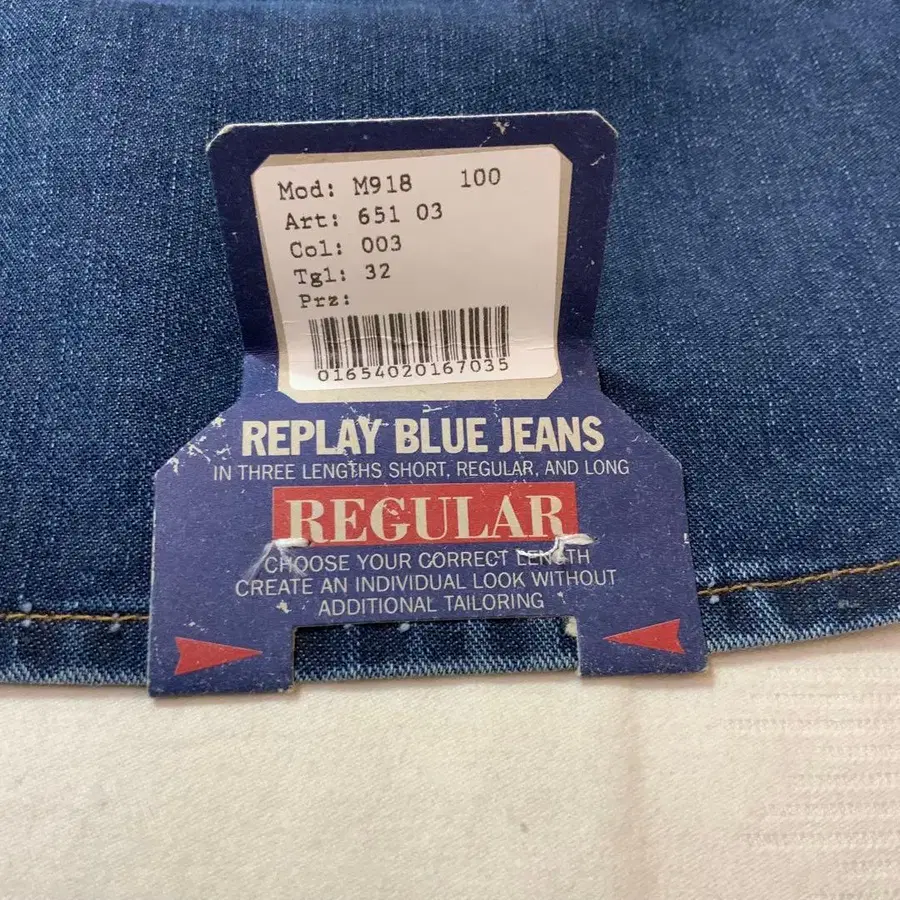 Mod: M918 100
Art: 651 03
Col: 003
Tgl: 32
Prz:
01654020167035
REPLAY BLUE JEANS
IN THREE LENGTHS SHORT, REGULAR, AND LONG
REGULAR
CHOOSE YOUR CORRECT LENGTH
CREATE AN INDIVIDUAL LOOK WITHOUT
ADDITIONAL TAILORING